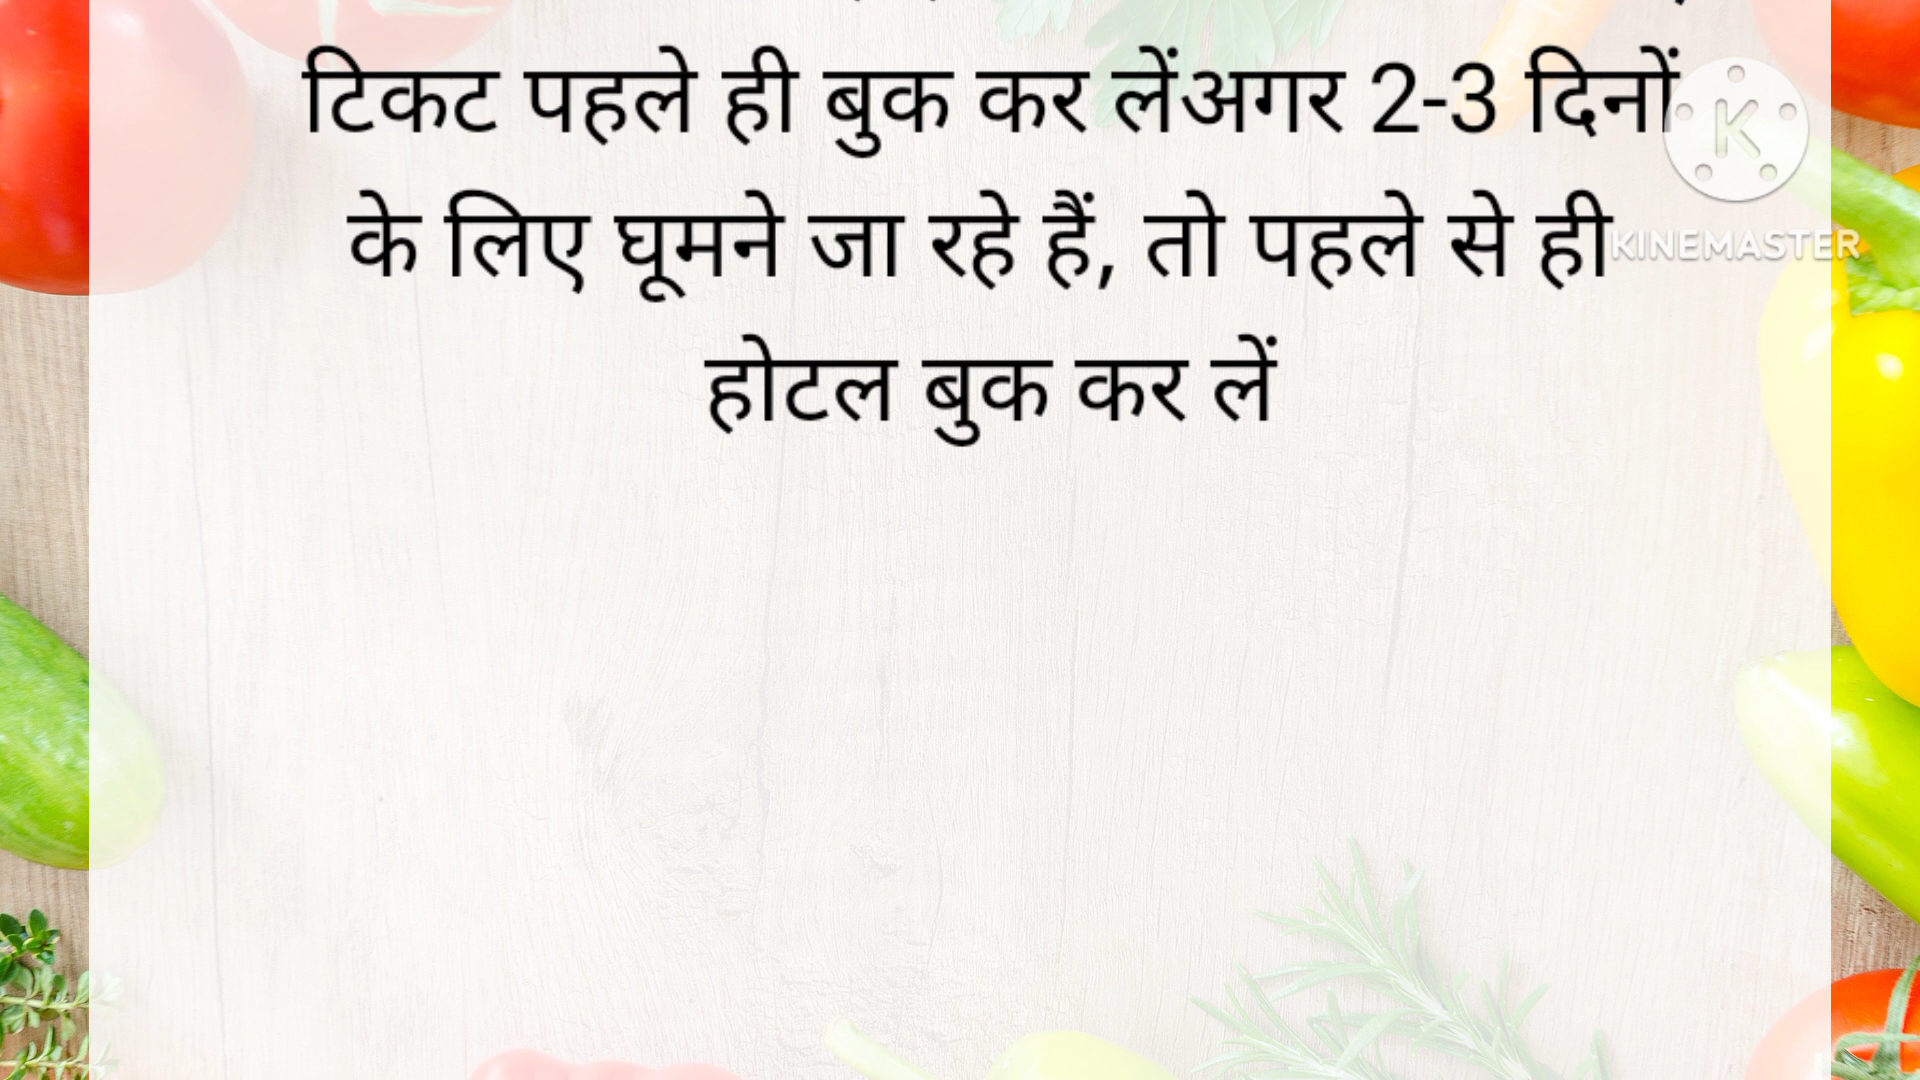 टिकट पहले ही बुक कर लेंअगर 2-3 दिनों
के लिए घूमने जा रहे हैं, तो पहले से ही
होटल बुक कर लें
K
KINEMASTER